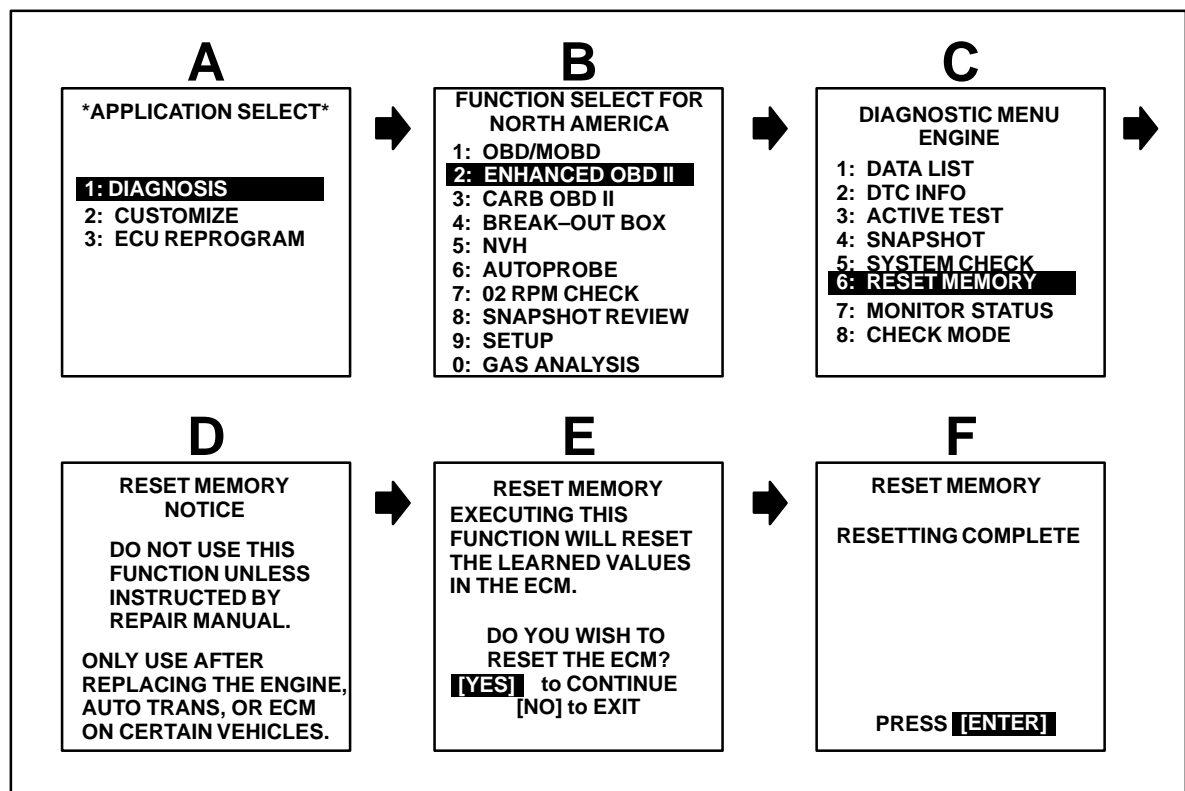 A
*APPLICATION SELECT*
1: DIAGNOSIS
2: CUSTOMIZE
3: ECU REPROGRAM
B
FUNCTION SELECT FOR
NORTH AMERICA
1: OBD/MOBD
2: ENHANCED OBD II
3: CARB OBD II
4: BREAK–OUT BOX
5: NVH
6: AUTOPROBE
7: 02 RPM CHECK
8: SNAPSHOT REVIEW
9: SETUP
0: GAS ANALYSIS
C
DIAGNOSTIC MENU
ENGINE
1: DATA LIST
2: DTC INFO
3: ACTIVE TEST
4: SNAPSHOT
5: SYSTEM CHECK
6: RESET MEMORY
7: MONITOR STATUS
8: CHECK MODE
D
RESET MEMORY
NOTICE
DO NOT USE THIS
FUNCTION UNLESS
INSTRUCTED BY
REPAIR MANUAL.
ONLY USE AFTER
REPLACING THE ENGINE,
AUTO TRANS, OR ECM
ON CERTAIN VEHICLES.
E
RESET MEMORY
EXECUTING THIS
FUNCTION WILL RESET
THE LEARNED VALUES
IN THE ECM.
DO YOU WISH TO
RESET THE ECM?
[YES] to CONTINUE
[NO] to EXIT
F
RESET MEMORY
RESETTING COMPLETE
PRESS [ENTER]